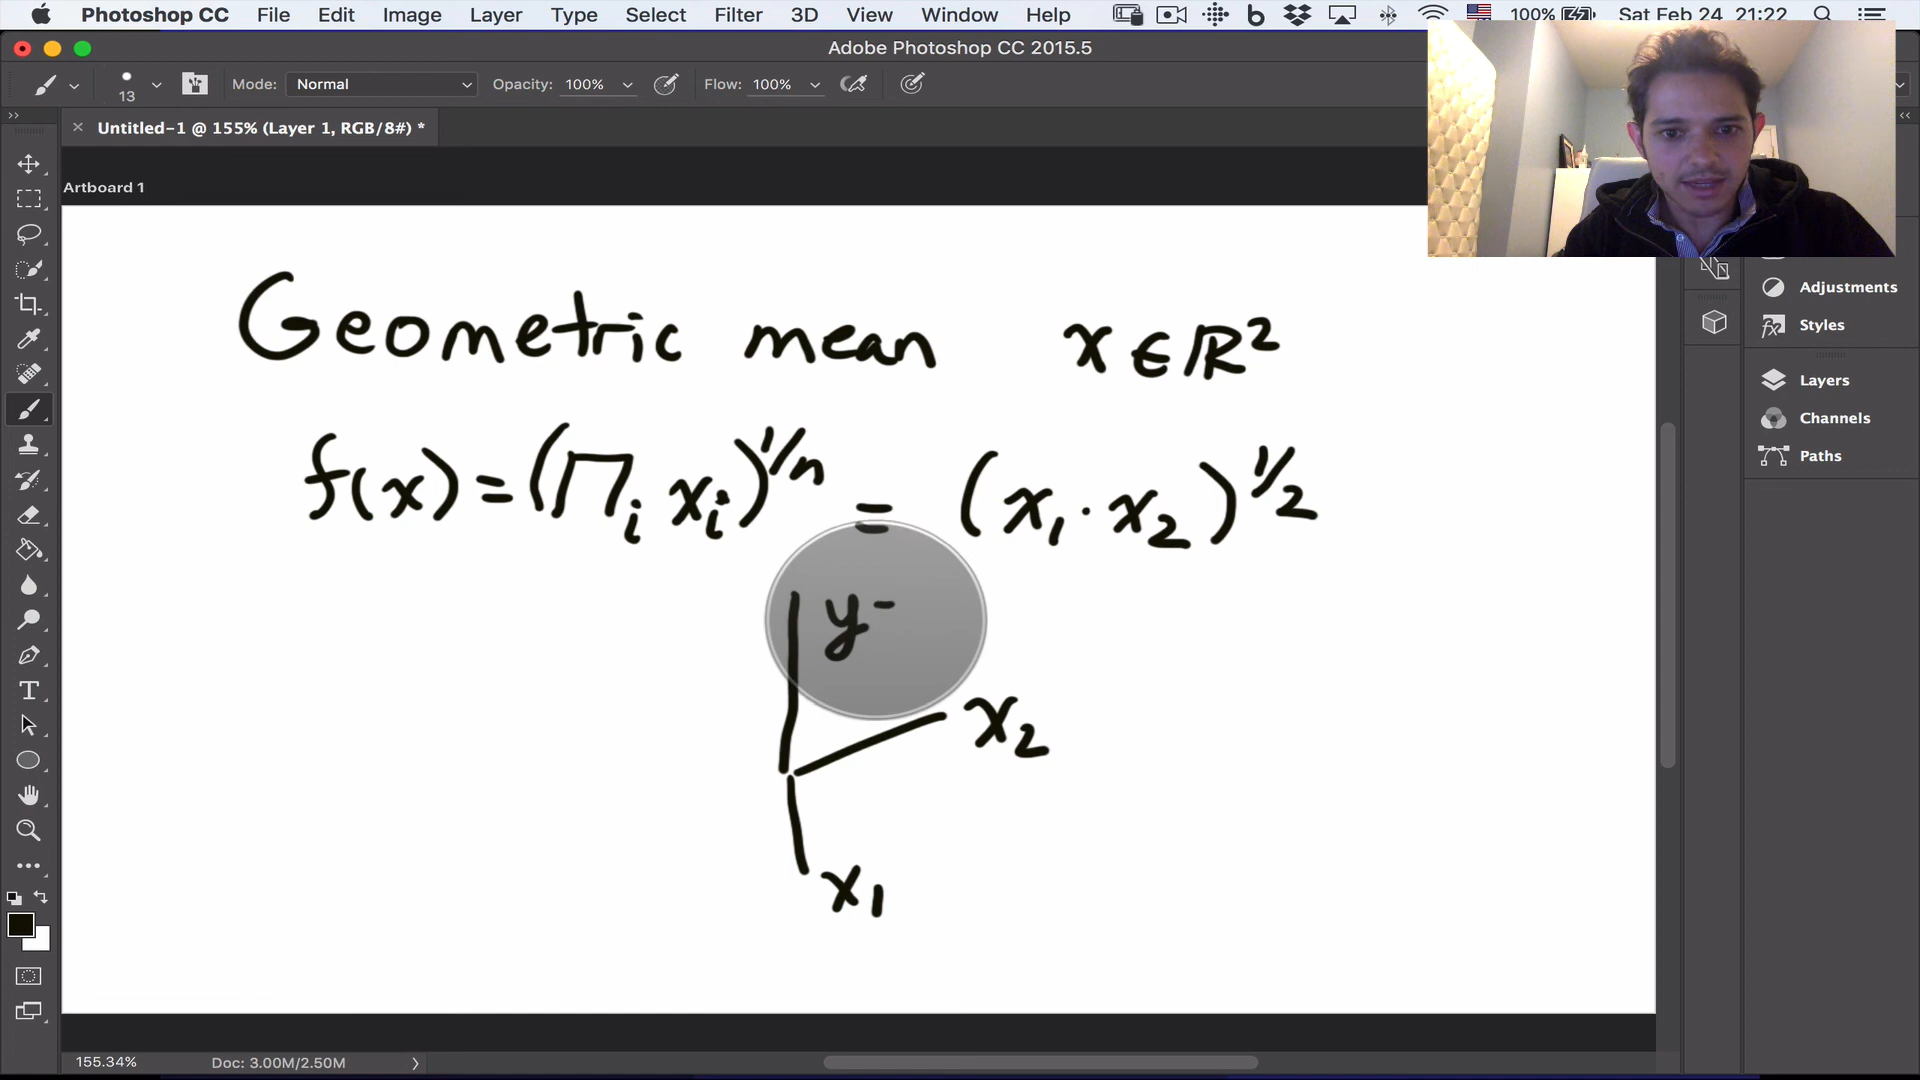 Photoshop CC File Edit Image Layer Type Select Filter 3D View Window Help 100% Sat Feb 24 21:22
Adobe Photoshop CC 2015.5
13 Mode: Normal Opacity: 100% Flow: 100%
× Untitled-1 @ 155% (Layer 1, RGB/8#) *
Artboard 1
Adjustments
Styles
Layers
Channels
Paths
Geometric mean x ∈ ℝ²
f(x) = (∏ᵢ xᵢ)^1/n = (x₁ · x₂)^1/2
y-
x₂
x₁
155.34% Doc: 3.00M/2.50M